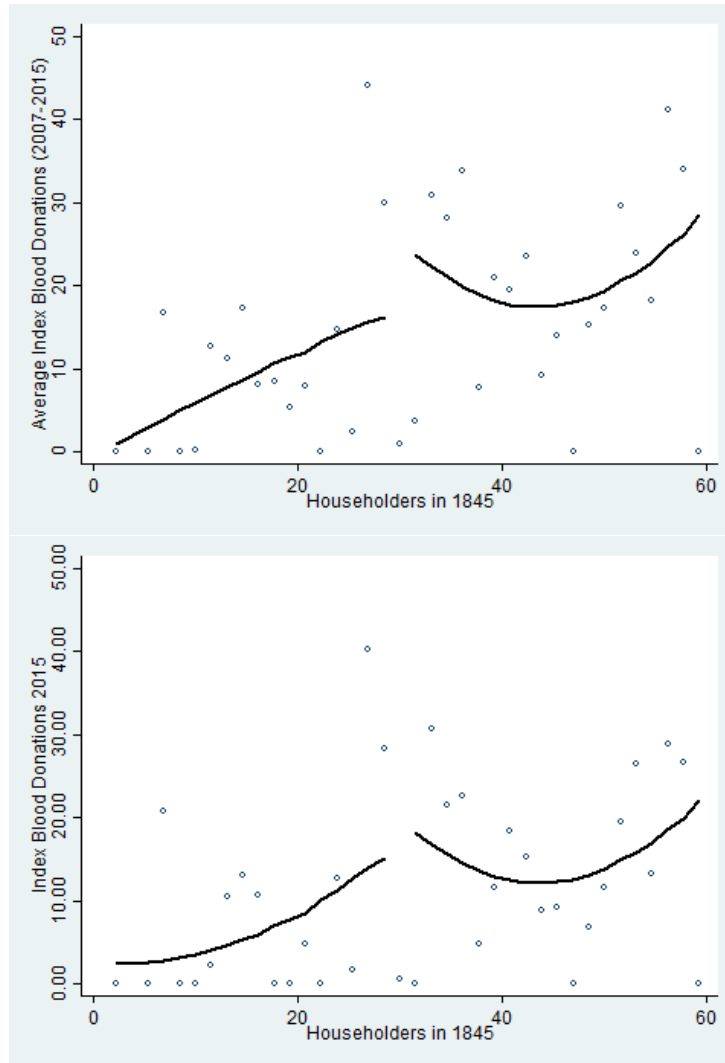 Average Index Blood Donations (2007-2015)
50
40
30
20
10
0
0 20 40 60
Householders in 1845
Index Blood Donations 2015
50.00
40.00
30.00
20.00
10.00
0.00
0 20 40 60
Householders in 1845